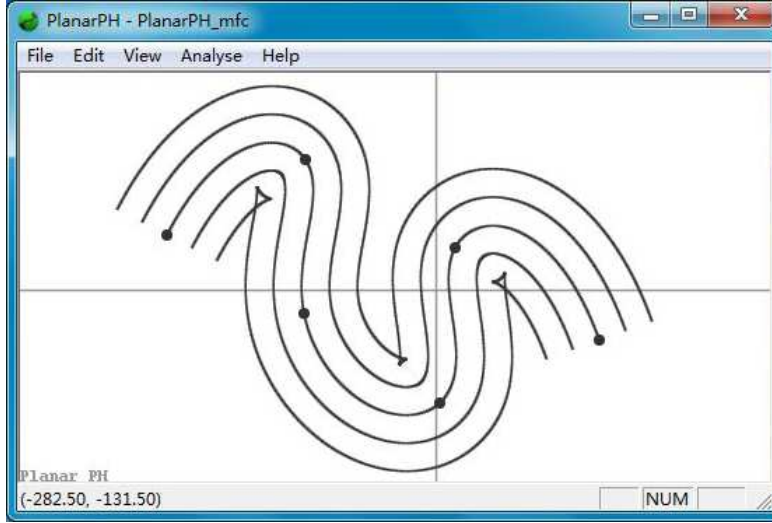 PlanarPH - PlanarPH_mfc
File Edit View Analyse Help
Planar PH
(-282.50, -131.50)
NUM